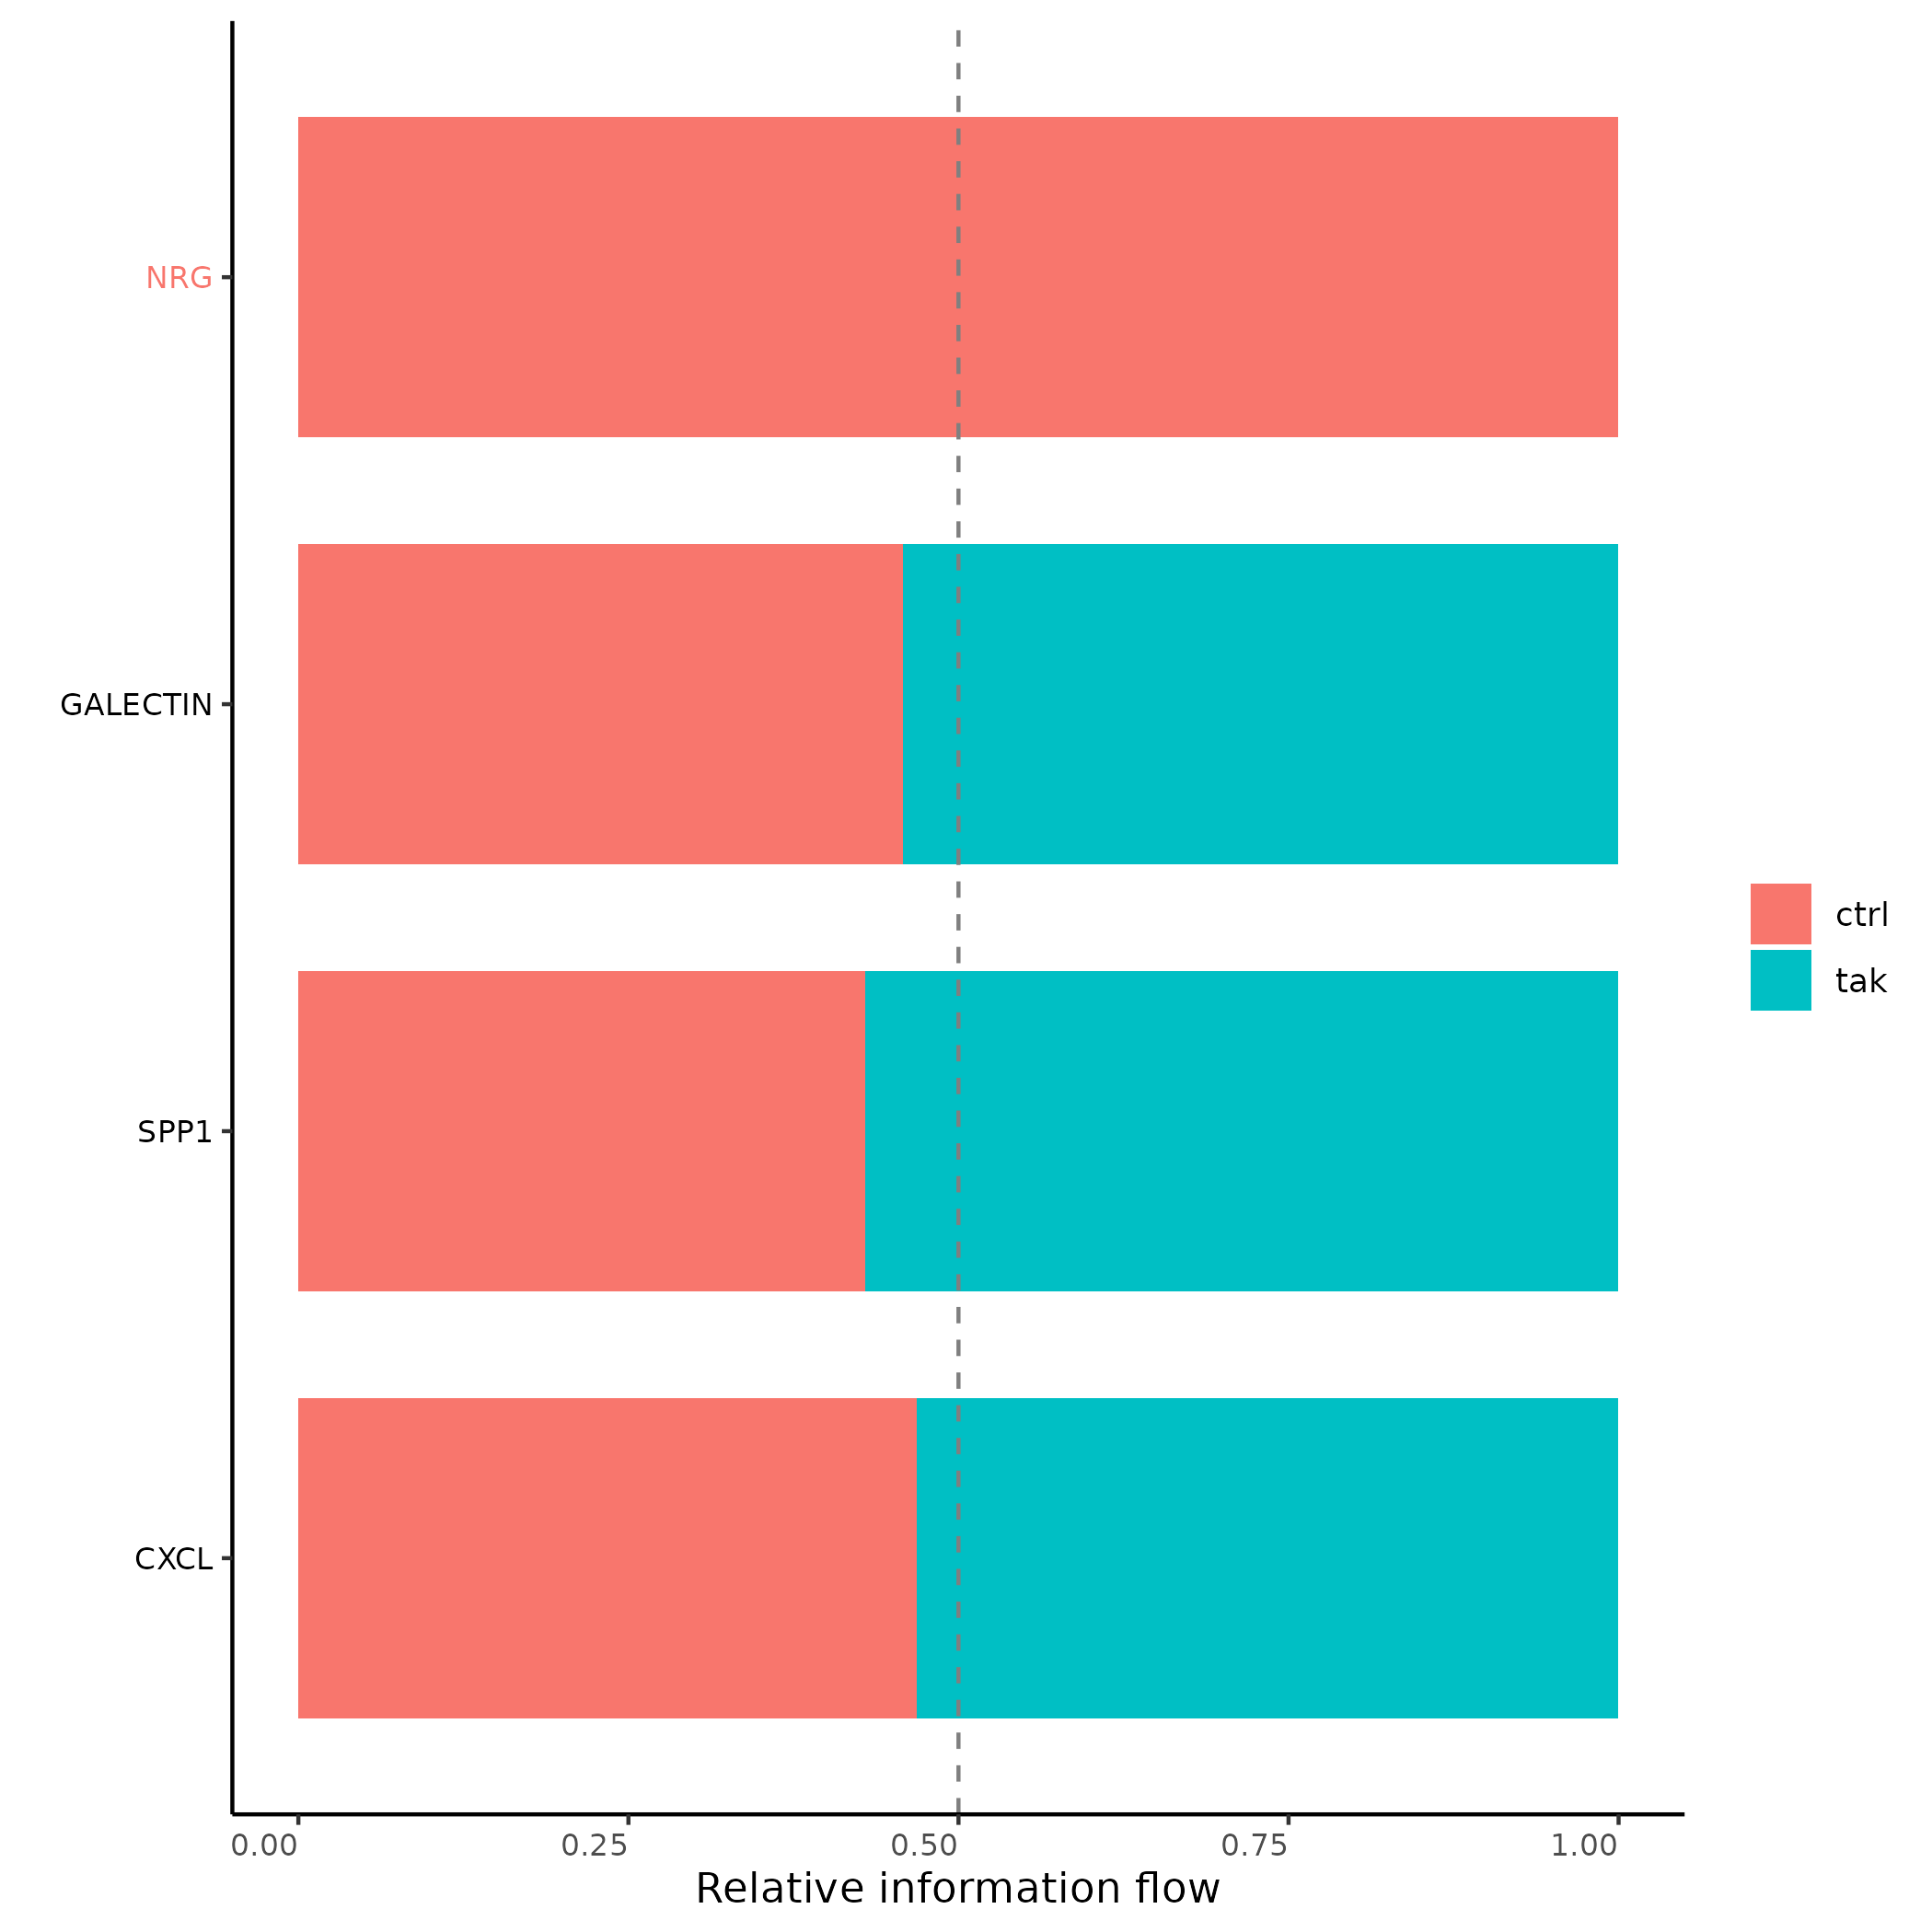 NRG
GALECTIN
SPP1
CXCL
ctrl
tak
0.00 0.25 0.50 0.75 1.00
Relative information flow